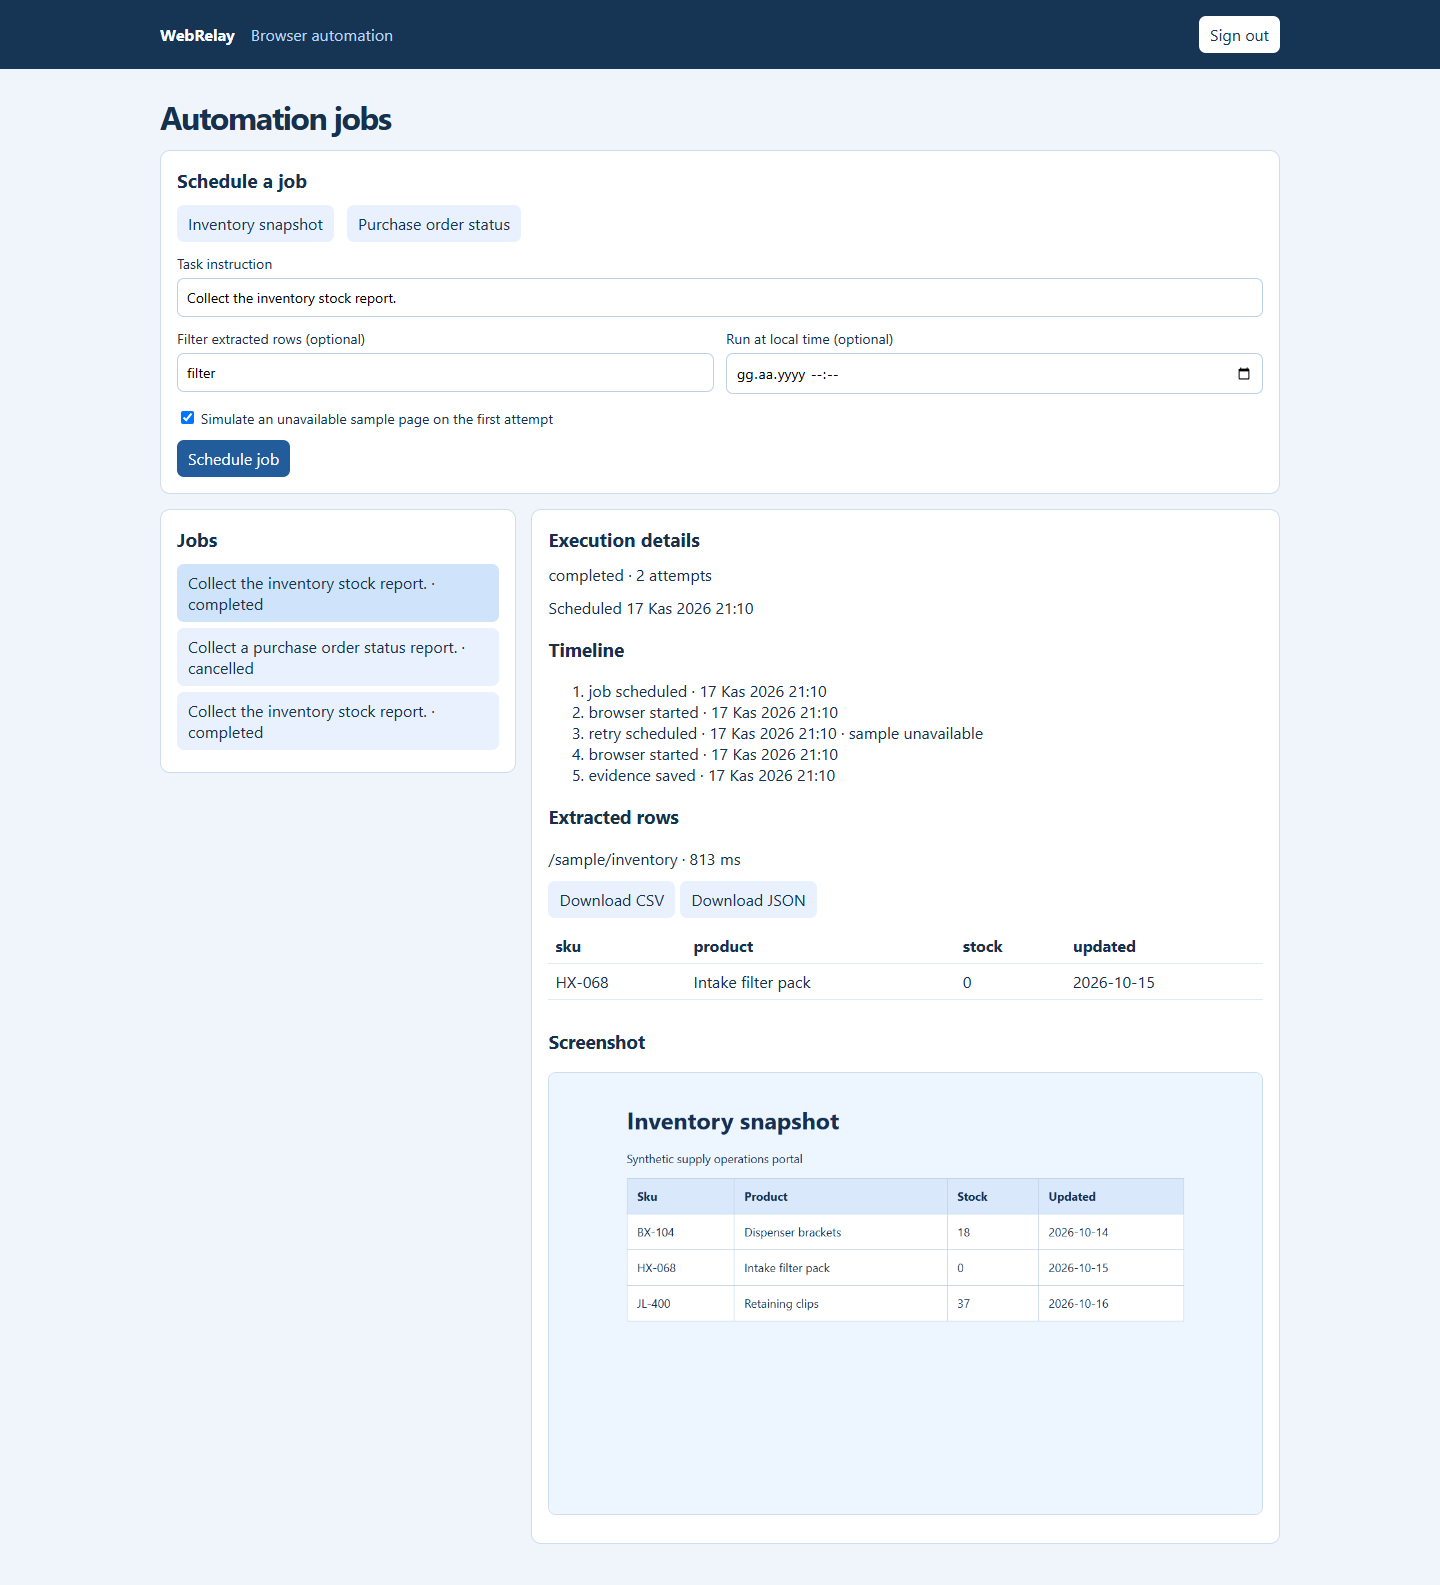 WebRelay Browser automation Sign out
Automation jobs
Schedule a job
Inventory snapshot Purchase order status
Task instruction
Collect the inventory stock report.
Filter extracted rows (optional) Run at local time (optional)
filter gg.aa.yyyy --:--
Simulate an unavailable sample page on the first attempt
Schedule job
Jobs
Collect the inventory stock report. ·
completed
Collect a purchase order status report. ·
cancelled
Collect the inventory stock report. ·
completed
Execution details
completed · 2 attempts
Scheduled 17 Kas 2026 21:10
Timeline
1. job scheduled · 17 Kas 2026 21:10
2. browser started · 17 Kas 2026 21:10
3. retry scheduled · 17 Kas 2026 21:10 · sample unavailable
4. browser started · 17 Kas 2026 21:10
5. evidence saved · 17 Kas 2026 21:10
Extracted rows
/sample/inventory · 813 ms
Download CSV Download JSON
sku product stock updated
HX-068 Intake filter pack 0 2026-10-15
Screenshot
Inventory snapshot
Synthetic supply operations portal
Sku Product Stock Updated
BX-104 Dispenser brackets 18 2026-10-14
HX-068 Intake filter pack 0 2026-10-15
JL-400 Retaining clips 37 2026-10-16